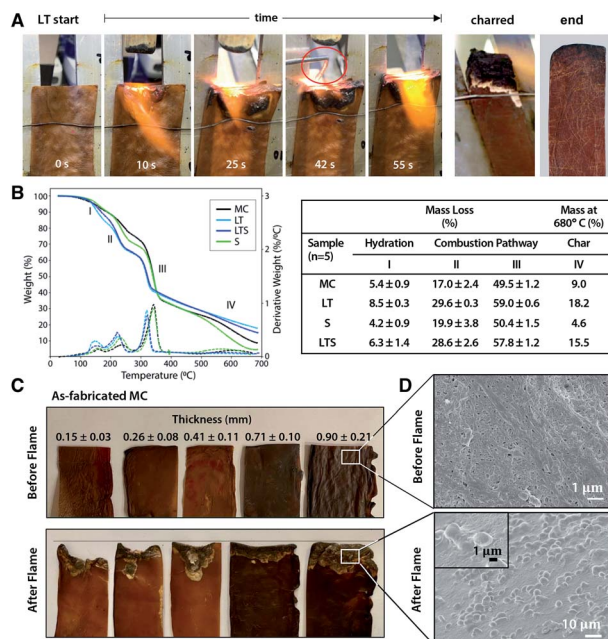 A
LT start
time
charred
end
0 s
10 s
25 s
42 s
55 s
B
100
90
80
70
60
50
40
30
20
10
3
2
1
0
0 100 200 300 400 500 600 700
Weight (%)
Derivative Weight (%/ºC)
Temperature (ºC)
I
II
III
IV
MC
LT
LTS
S
Mass Loss (%)
Mass at 680° C (%)
Sample (n=5)
Hydration
Combustion Pathway
Char
I II III IV
MC 5.4 ± 0.9 17.0 ± 2.4 49.5 ± 1.2 9.0
LT 8.5 ± 0.3 29.6 ± 0.3 59.0 ± 0.6 18.2
S 4.2 ± 0.9 19.9 ± 3.8 50.4 ± 1.5 4.6
LTS 6.3 ± 1.4 28.6 ± 2.6 57.8 ± 1.2 15.5
C
As-fabricated MC
Thickness (mm)
0.15 ± 0.03 0.26 ± 0.08 0.41 ± 0.11 0.71 ± 0.10 0.90 ± 0.21
Before Flame
After Flame
D
Before Flame
1 µm
After Flame
1 µm
10 µm